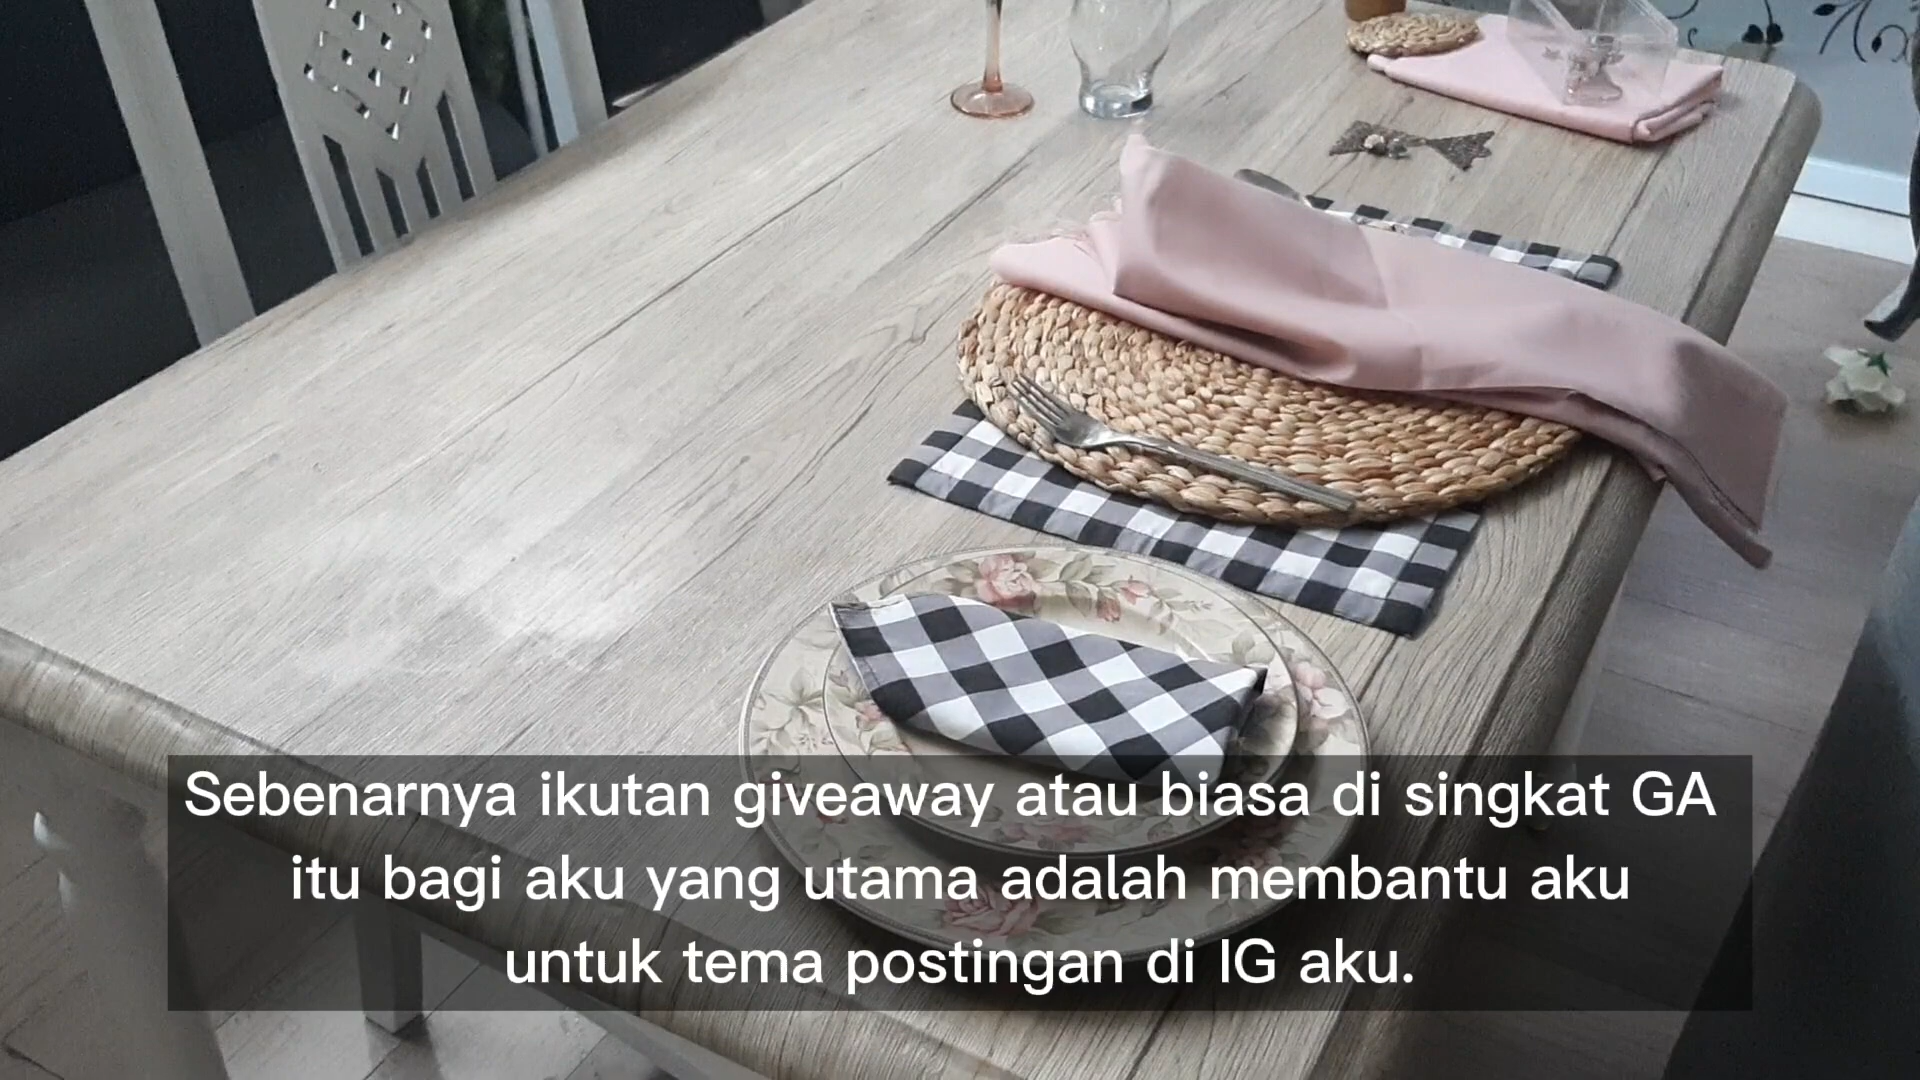 Sebenarnya ikutan giveaway atau biasa di singkat GA
itu bagi aku yang utama adalah membantu aku
untuk tema postingan di IG aku.